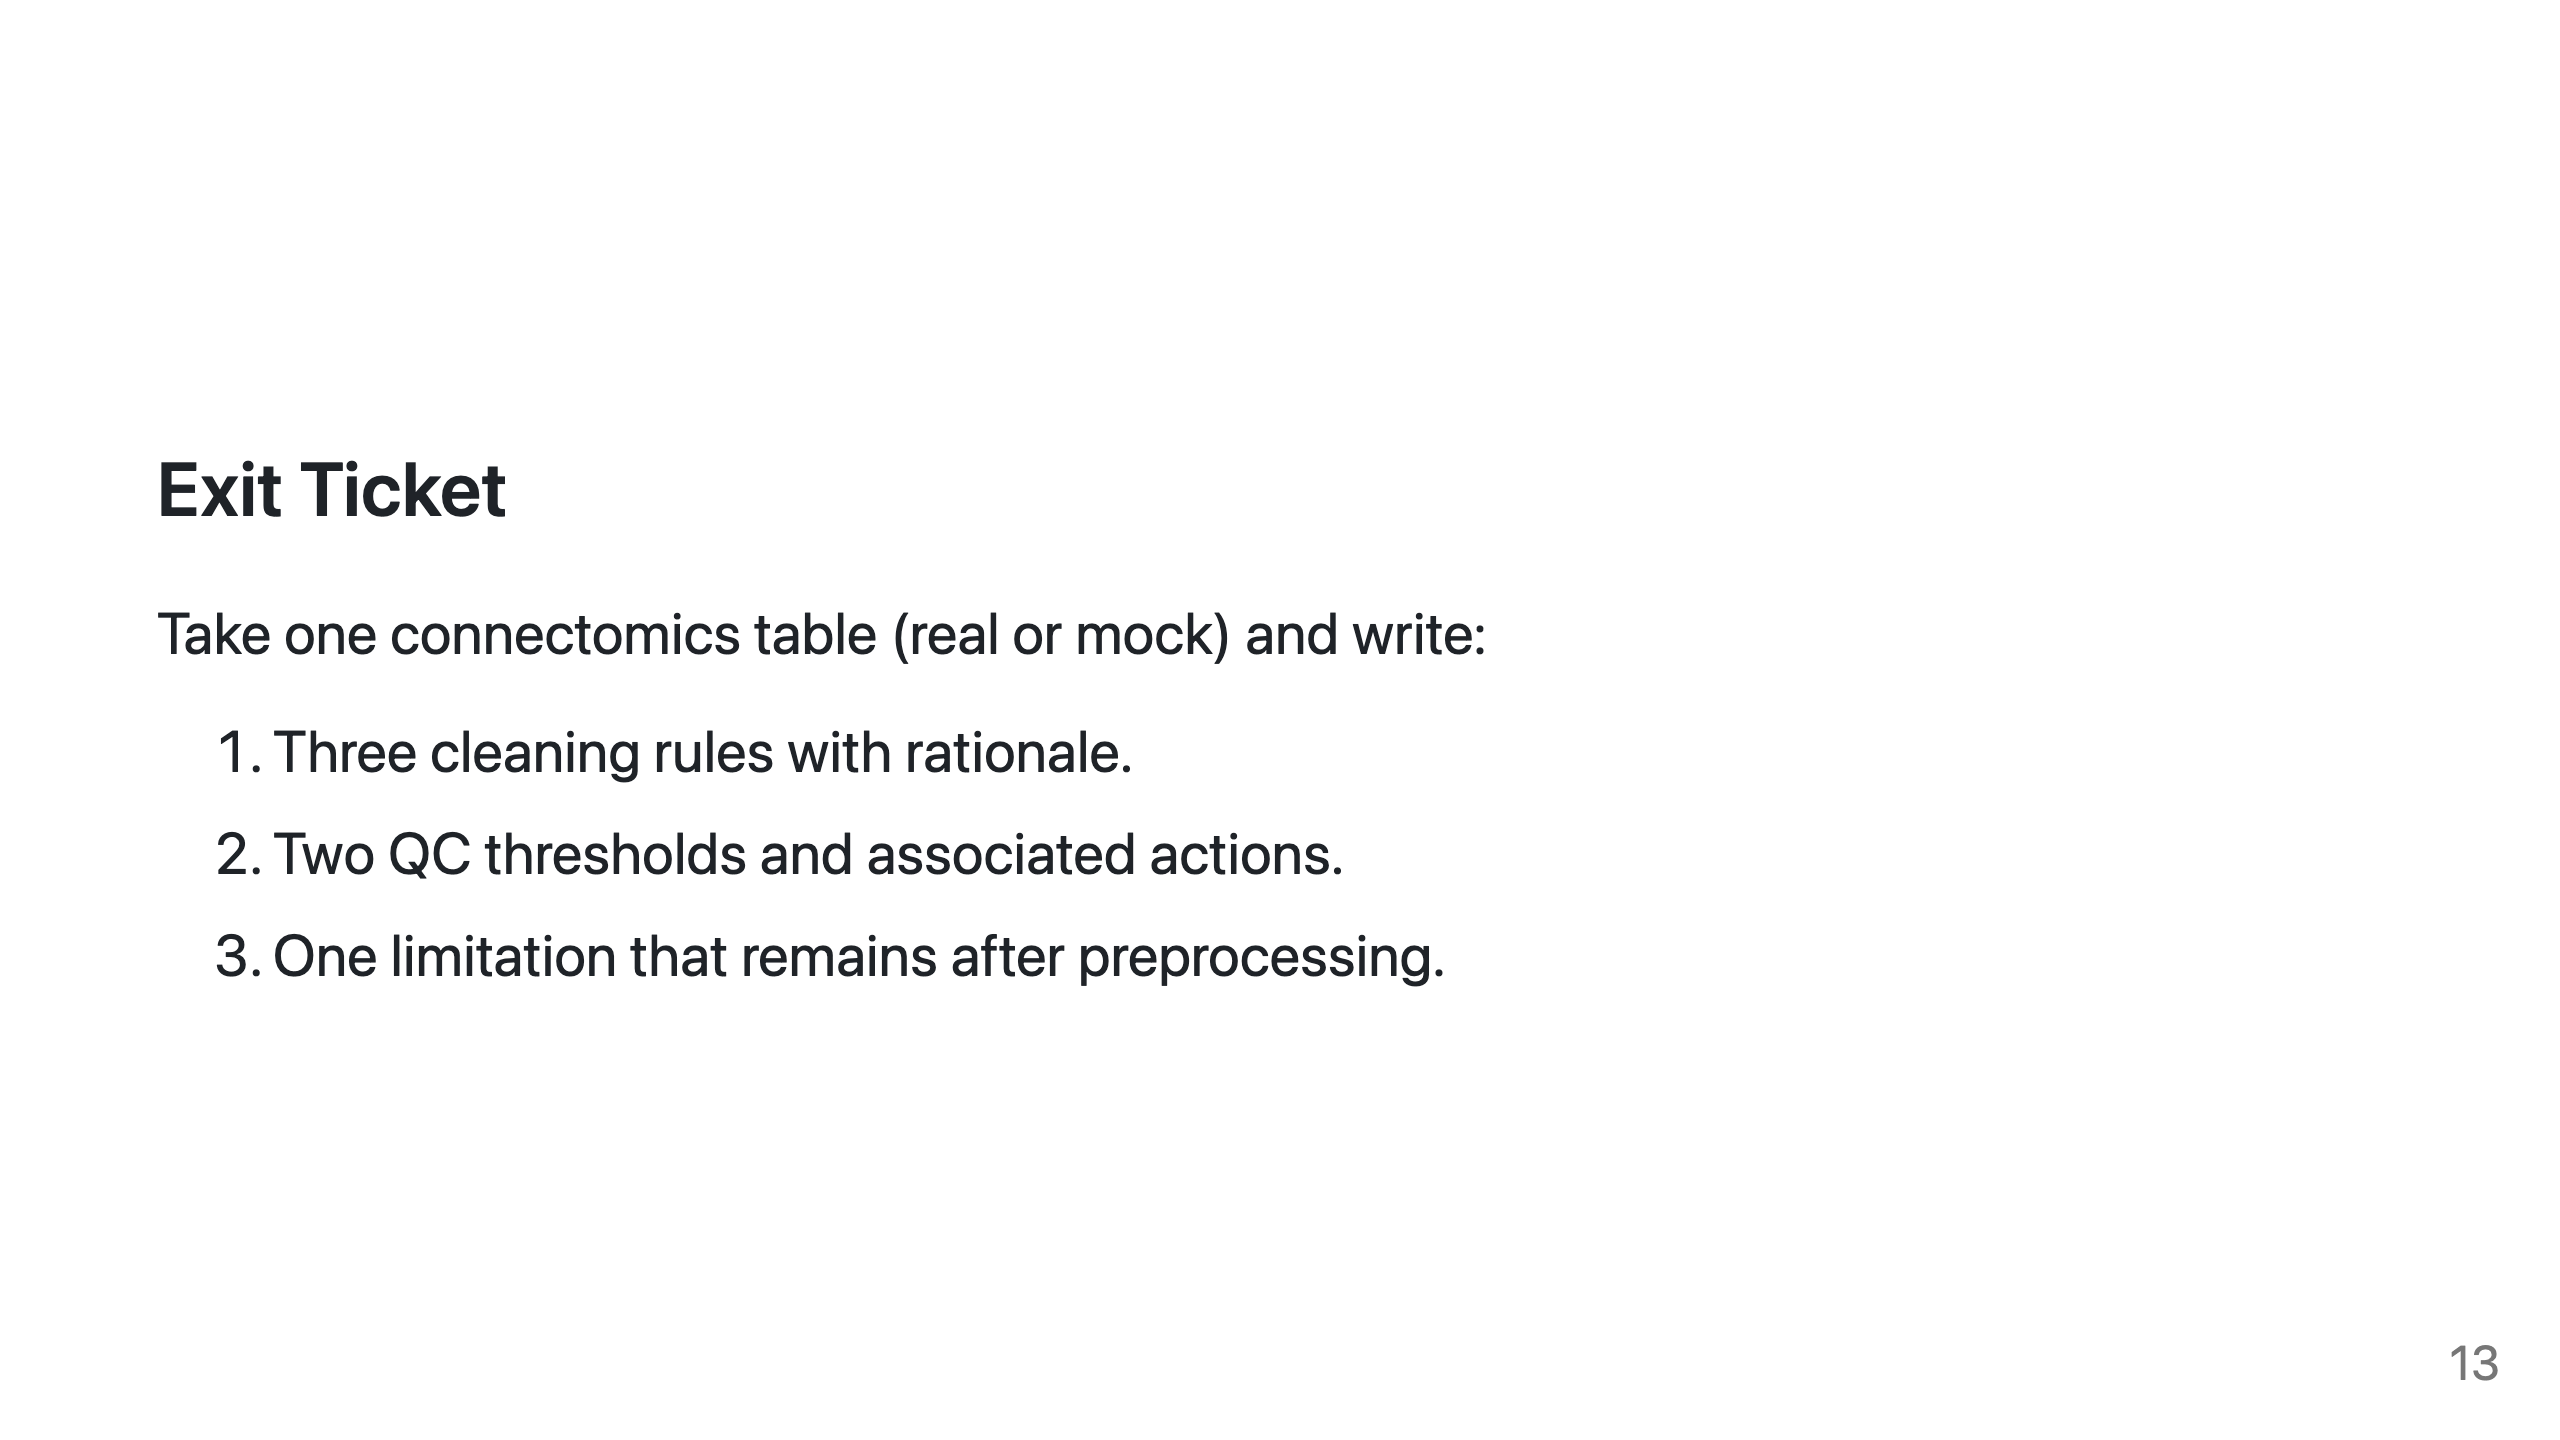 Exit Ticket
Take one connectomics table (real or mock) and write:
1. Three cleaning rules with rationale.
2. Two QC thresholds and associated actions.
3. One limitation that remains after preprocessing.
13